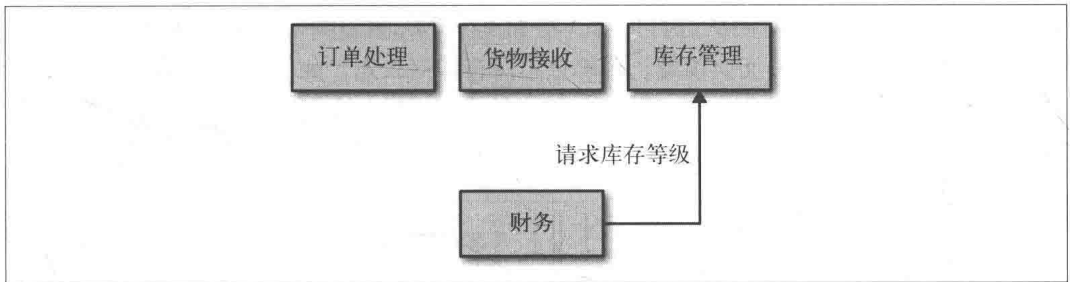 订单处理
货物接收
库存管理
请求库存等级
财务